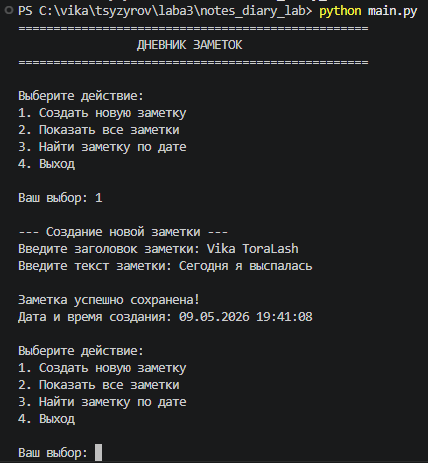 PS C:\vika\tsyzyrov\laba3\notes_diary_lab> python main.py
==================================================
ДНЕВНИК ЗАМЕТОК
==================================================
Выберите действие:
1. Создать новую заметку
2. Показать все заметки
3. Найти заметку по дате
4. Выход
Ваш выбор: 1
--- Создание новой заметки ---
Введите заголовок заметки: Vika ToraLash
Введите текст заметки: Сегодня я выспалась
Заметка успешно сохранена!
Дата и время создания: 09.05.2026 19:41:08
Выберите действие:
1. Создать новую заметку
2. Показать все заметки
3. Найти заметку по дате
4. Выход
Ваш выбор: